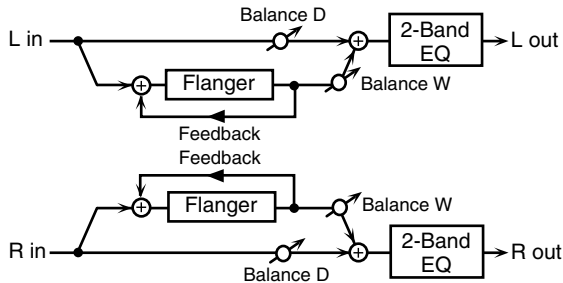 Balance D
L in
2-Band
EQ
L out
Flanger
Balance W
Feedback
Feedback
Flanger
Balance W
R in
2-Band
EQ
R out
Balance D